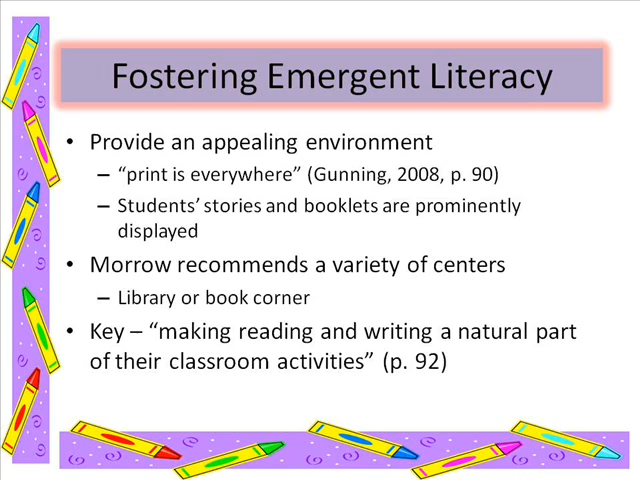 Fostering Emergent Literacy
• Provide an appealing environment
– “print is everywhere” (Gunning, 2008, p. 90)
– Students’ stories and booklets are prominently
displayed
• Morrow recommends a variety of centers
– Library or book corner
• Key – “making reading and writing a natural part
of their classroom activities” (p. 92)